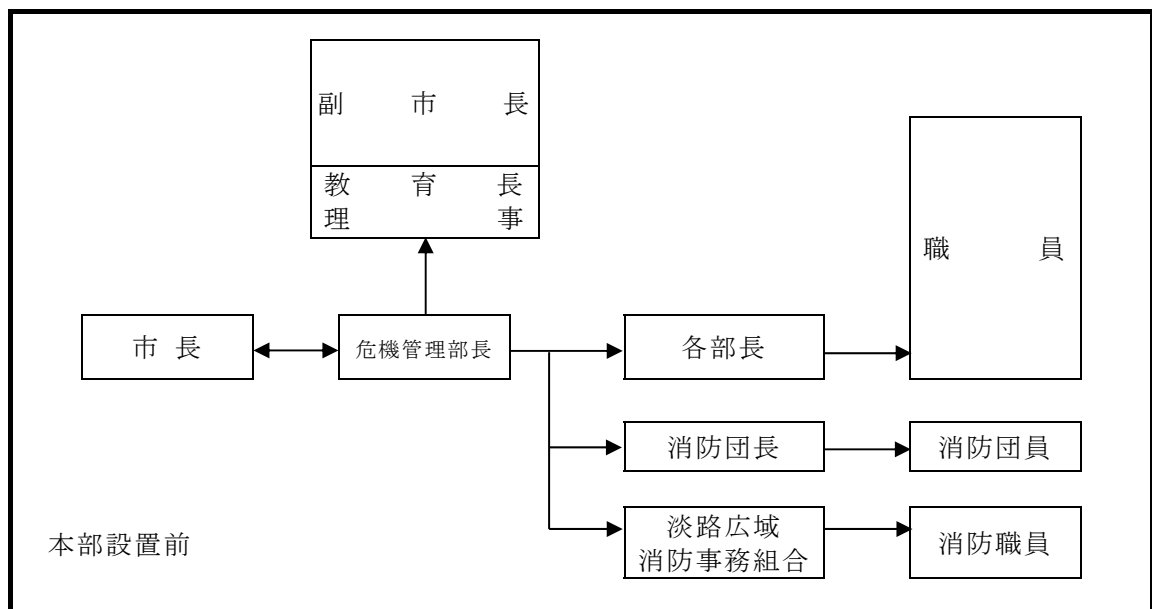 副市長
教育長
理事
職員
市長
危機管理部長
各部長
消防団長
消防団員
淡路広域
消防事務組合
消防職員
本部設置前